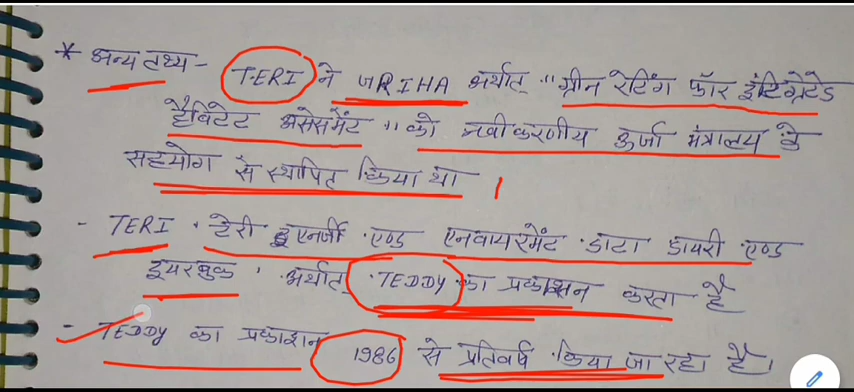 * अन्य तथ्य - TERI ने GRIHA अर्थात् "ग्रीन रेटिंग फॉर इंटिग्रेटेड
हैबिटेट असेसमेंट" को नवीकरणीय ऊर्जा मंत्रालय के
सहयोग से स्थापित किया था ।
- TERI 'टेरी इनर्जी एण्ड एनवायरमेंट डाटा डायरी एण्ड
इयरबुक' अर्थात् 'TEDDY' का प्रकाशन करता है
- TEDDY का प्रकाशन 1986 से प्रतिवर्ष किया जा रहा है।